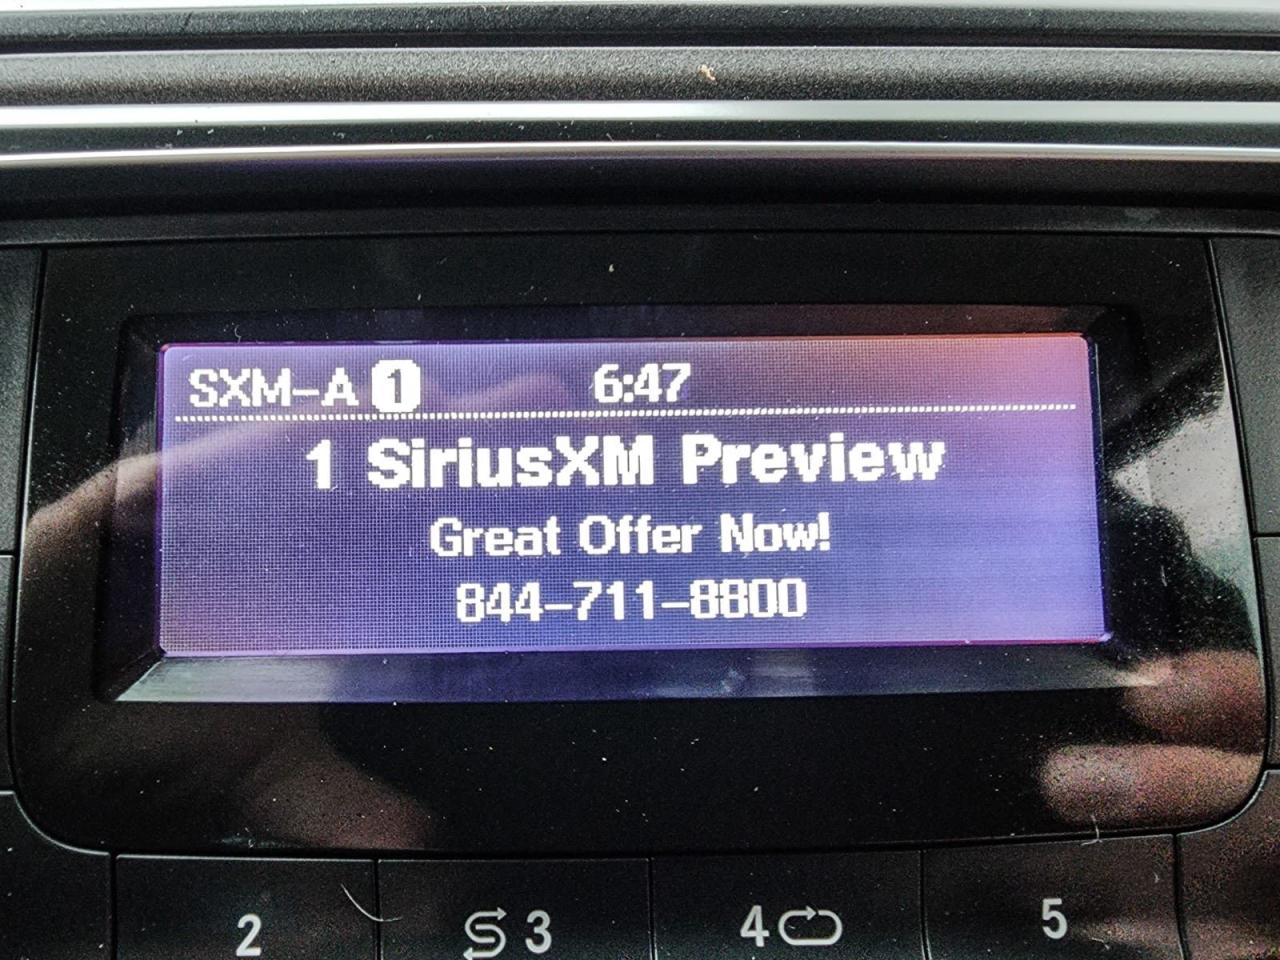 SXM-A 1 6:47
1 SiriusXM Preview
Great Offer Now!
844-711-8800
2 3 4 5